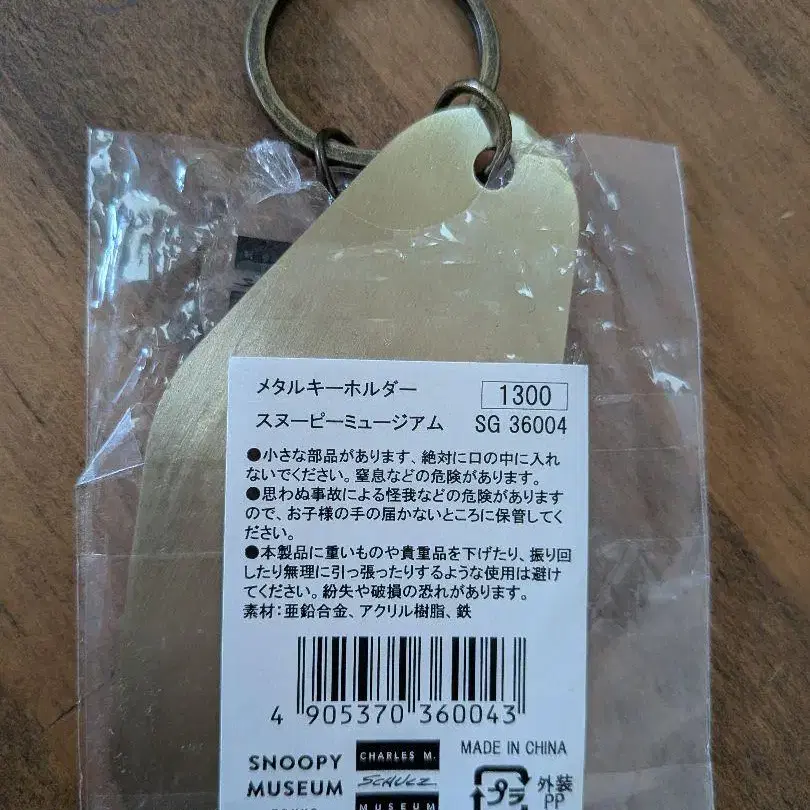 メタルキーホルダー 1300
スヌーピーミュージアム SG 36004
●小さな部品があります、絶対に口の中に入れ
ないでください。窒息などの危険があります。
●思わぬ事故による怪我などの危険があります
ので、お子様の手の届かないところに保管してく
ださい。
●本製品に重いものや貴重品を下げたり、振り回
したり無理に引っ張ったりするような使用は避け
てください。紛失や破損の恐れがあります。
素材:亜鉛合金、アクリル樹脂、鉄
4 905370 360043
SNOOPY
MUSEUM
CHARLES M.
SCHULZ
MUSEUM
MADE IN CHINA
プラ
外装
PP